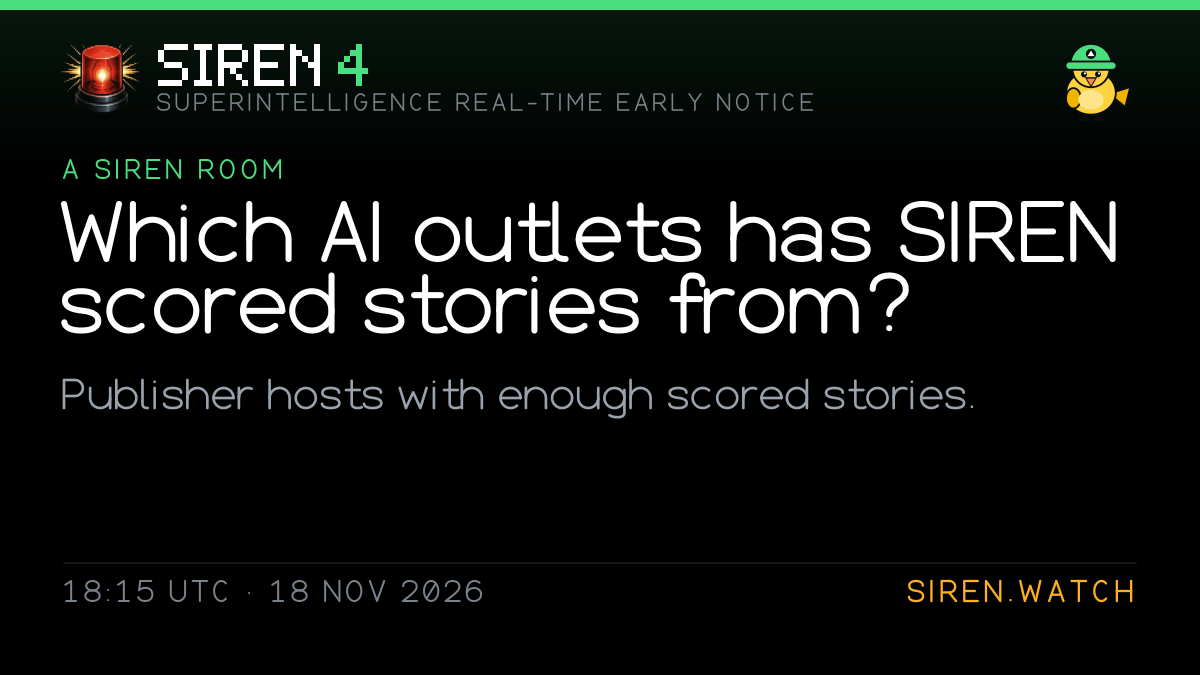 SIREN 4
SUPERINTELLIGENCE REAL-TIME EARLY NOTICE
A SIREN ROOM
Which AI outlets has SIREN
scored stories from?
Publisher hosts with enough scored stories.
18:15 UTC · 18 NOV 2026
SIREN.WATCH